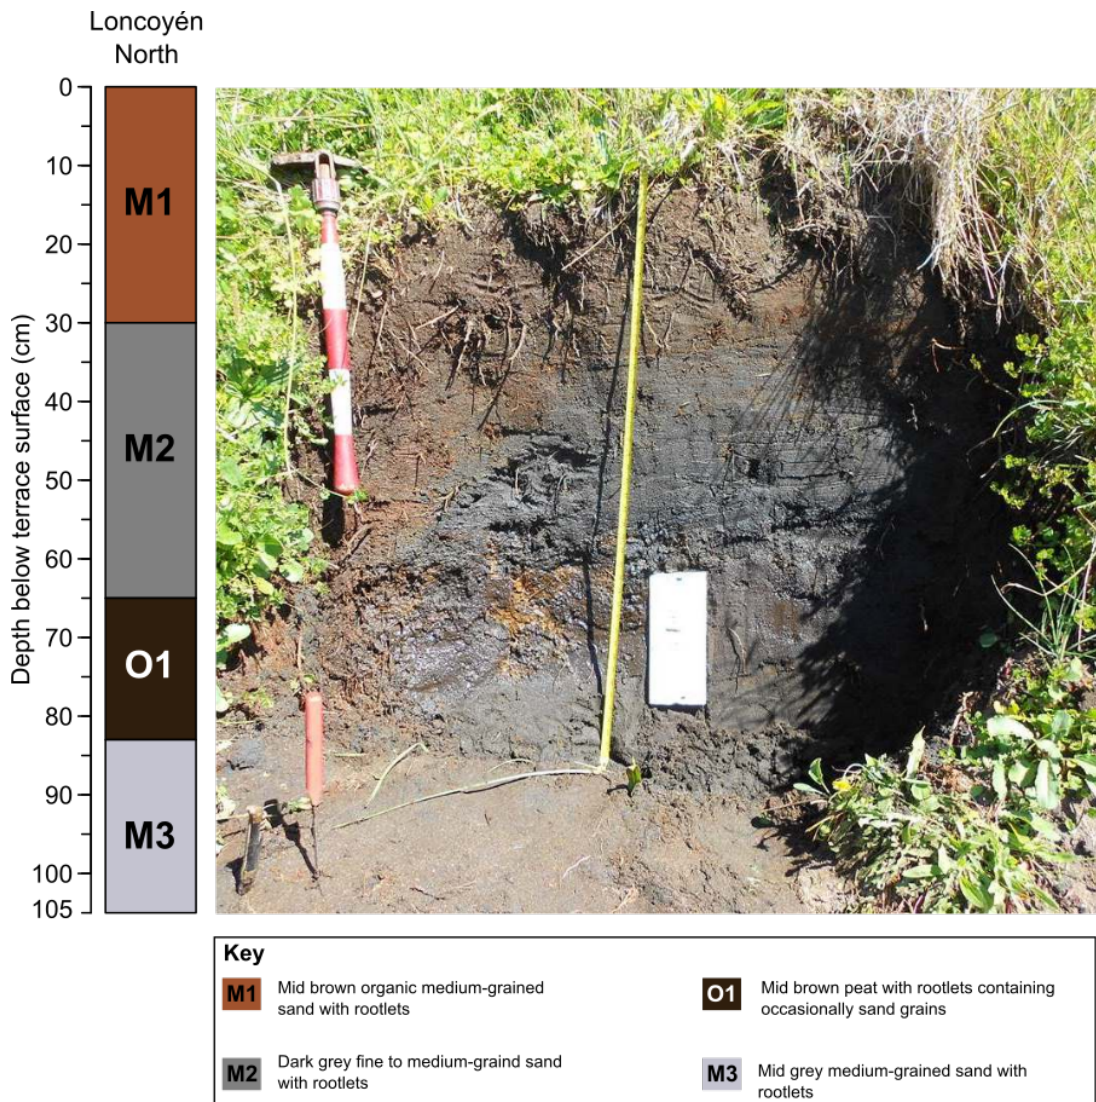 Loncoyén
North
Depth below terrace surface (cm)
0
10
20
30
40
50
60
70
80
90
100
105
M1
M2
O1
M3
Key
M1 Mid brown organic medium-grained
sand with rootlets
O1 Mid brown peat with rootlets containing
occasionally sand grains
M2 Dark grey fine to medium-graind sand
with rootlets
M3 Mid grey medium-grained sand with
rootlets